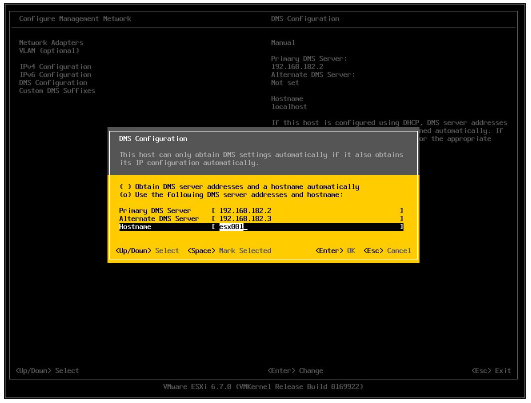 Configure Management Network
DNS Configuration
Network Adapters
VLAN (optional)
IPv4 Configuration
IPv6 Configuration
DNS Configuration
Custom DNS Suffixes
Manual
Primary DNS Server:
192.168.182.2
Alternate DNS Server:
Not set
Hostname
localhost
If this host is configured using DHCP, DNS server addresses
ned automatically. If
or the appropriate
DNS Configuration
This host can only obtain DNS settings automatically if it also obtains
its IP configuration automatically.
( ) Obtain DNS server addresses and a hostname automatically
(o) Use the following DNS server addresses and hostname:
Primary DNS Server [ 192.168.182.2 ]
Alternate DNS Server [ 192.168.182.3 ]
Hostname [ esx001_ ]
<Up/Down> Select <Space> Mark Selected <Enter> OK <Esc> Cancel
<Up/Down> Select <Enter> Change <Esc> Exit
VMware ESXi 6.7.0 (VMKernel Release Build 8169922)